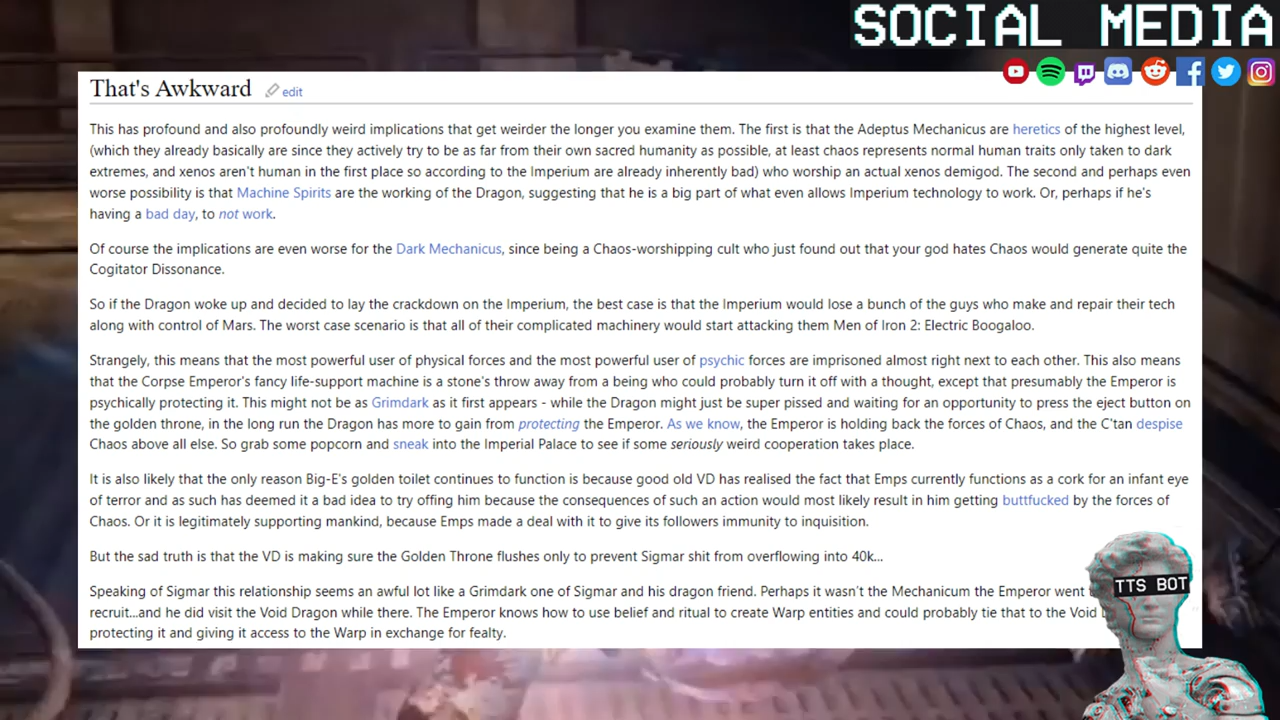 SOCIAL MEDIA
That's Awkward edit
This has profound and also profoundly weird implications that get weirder the longer you examine them. The first is that the Adeptus Mechanicus are heretics of the highest level,
(which they already basically are since they actively try to be as far from their own sacred humanity as possible, at least chaos represents normal human traits only taken to dark
extremes, and xenos aren't human in the first place so according to the Imperium are already inherently bad) who worship an actual xenos demigod. The second and perhaps even
worse possibility is that Machine Spirits are the working of the Dragon, suggesting that he is a big part of what even allows Imperium technology to work. Or, perhaps if he's
having a bad day, to not work.
Of course the implications are even worse for the Dark Mechanicus, since being a Chaos-worshipping cult who just found out that your god hates Chaos would generate quite the
Cogitator Dissonance.
So if the Dragon woke up and decided to lay the crackdown on the Imperium, the best case is that the Imperium would lose a bunch of the guys who make and repair their tech
along with control of Mars. The worst case scenario is that all of their complicated machinery would start attacking them Men of Iron 2: Electric Boogaloo.
Strangely, this means that the most powerful user of physical forces and the most powerful user of psychic forces are imprisoned almost right next to each other. This also means
that the Corpse Emperor's fancy life-support machine is a stone's throw away from a being who could probably turn it off with a thought, except that presumably the Emperor is
psychically protecting it. This might not be as Grimdark as it first appears - while the Dragon might just be super pissed and waiting for an opportunity to press the eject button on
the golden throne, in the long run the Dragon has more to gain from protecting the Emperor. As we know, the Emperor is holding back the forces of Chaos, and the C'tan despise
Chaos above all else. So grab some popcorn and sneak into the Imperial Palace to see if some seriously weird cooperation takes place.
It is also likely that the only reason Big-E's golden toilet continues to function is because good old VD has realised the fact that Emps currently functions as a cork for an infant eye
of terror and as such has deemed it a bad idea to try offing him because the consequences of such an action would most likely result in him getting buttfucked by the forces of
Chaos. Or it is legitimately supporting mankind, because Emps made a deal with it to give its followers immunity to inquisition.
But the sad truth is that the VD is making sure the Golden Throne flushes only to prevent Sigmar shit from overflowing into 40k...
Speaking of Sigmar this relationship seems an awful lot like a Grimdark one of Sigmar and his dragon friend. Perhaps it wasn't the Mechanicum the Emperor went
recruit...and he did visit the Void Dragon while there. The Emperor knows how to use belief and ritual to create Warp entities and could probably tie that to the Void
protecting it and giving it access to the Warp in exchange for fealty.
TTS BOT